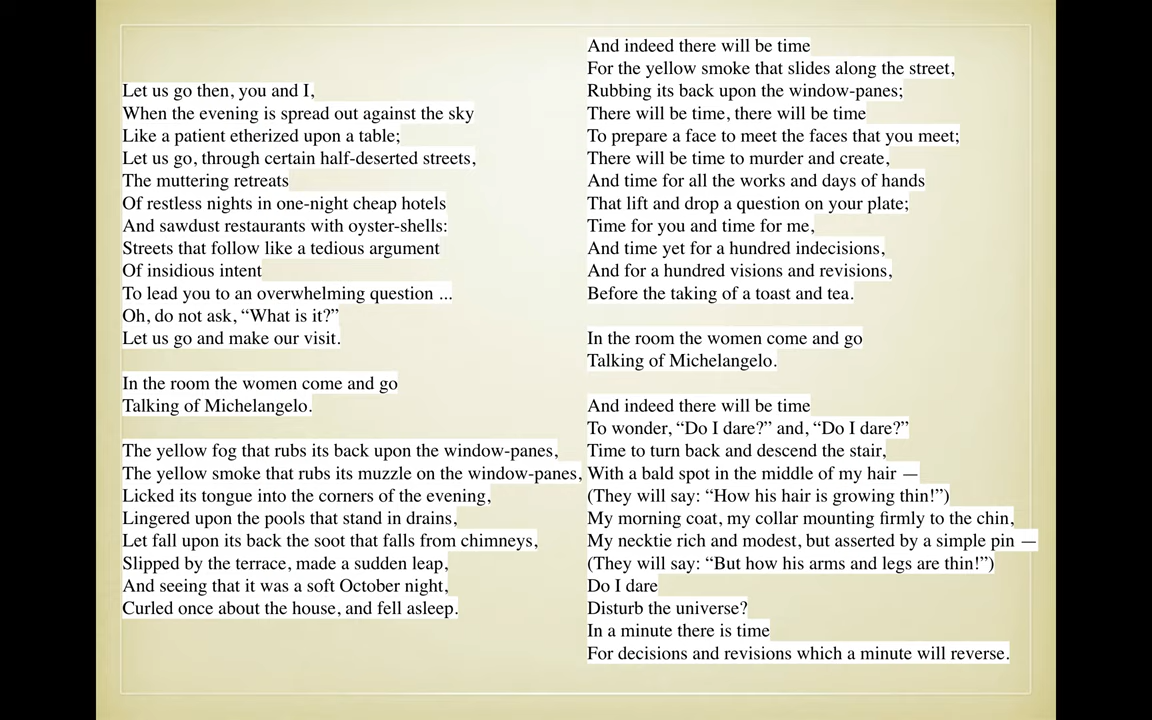 Let us go then, you and I,
When the evening is spread out against the sky
Like a patient etherized upon a table;
Let us go, through certain half-deserted streets,
The muttering retreats
Of restless nights in one-night cheap hotels
And sawdust restaurants with oyster-shells:
Streets that follow like a tedious argument
Of insidious intent
To lead you to an overwhelming question ...
Oh, do not ask, “What is it?”
Let us go and make our visit.

In the room the women come and go
Talking of Michelangelo.

The yellow fog that rubs its back upon the window-panes,
The yellow smoke that rubs its muzzle on the window-panes,
Licked its tongue into the corners of the evening,
Lingered upon the pools that stand in drains,
Let fall upon its back the soot that falls from chimneys,
Slipped by the terrace, made a sudden leap,
And seeing that it was a soft October night,
Curled once about the house, and fell asleep.

And indeed there will be time
For the yellow smoke that slides along the street,
Rubbing its back upon the window-panes;
There will be time, there will be time
To prepare a face to meet the faces that you meet;
There will be time to murder and create,
And time for all the works and days of hands
That lift and drop a question on your plate;
Time for you and time for me,
And time yet for a hundred indecisions,
And for a hundred visions and revisions,
Before the taking of a toast and tea.

In the room the women come and go
Talking of Michelangelo.

And indeed there will be time
To wonder, “Do I dare?” and, “Do I dare?”
Time to turn back and descend the stair,
With a bald spot in the middle of my hair —
(They will say: “How his hair is growing thin!”)
My morning coat, my collar mounting firmly to the chin,
My necktie rich and modest, but asserted by a simple pin —
(They will say: “But how his arms and legs are thin!”)
Do I dare
Disturb the universe?
In a minute there is time
For decisions and revisions which a minute will reverse.